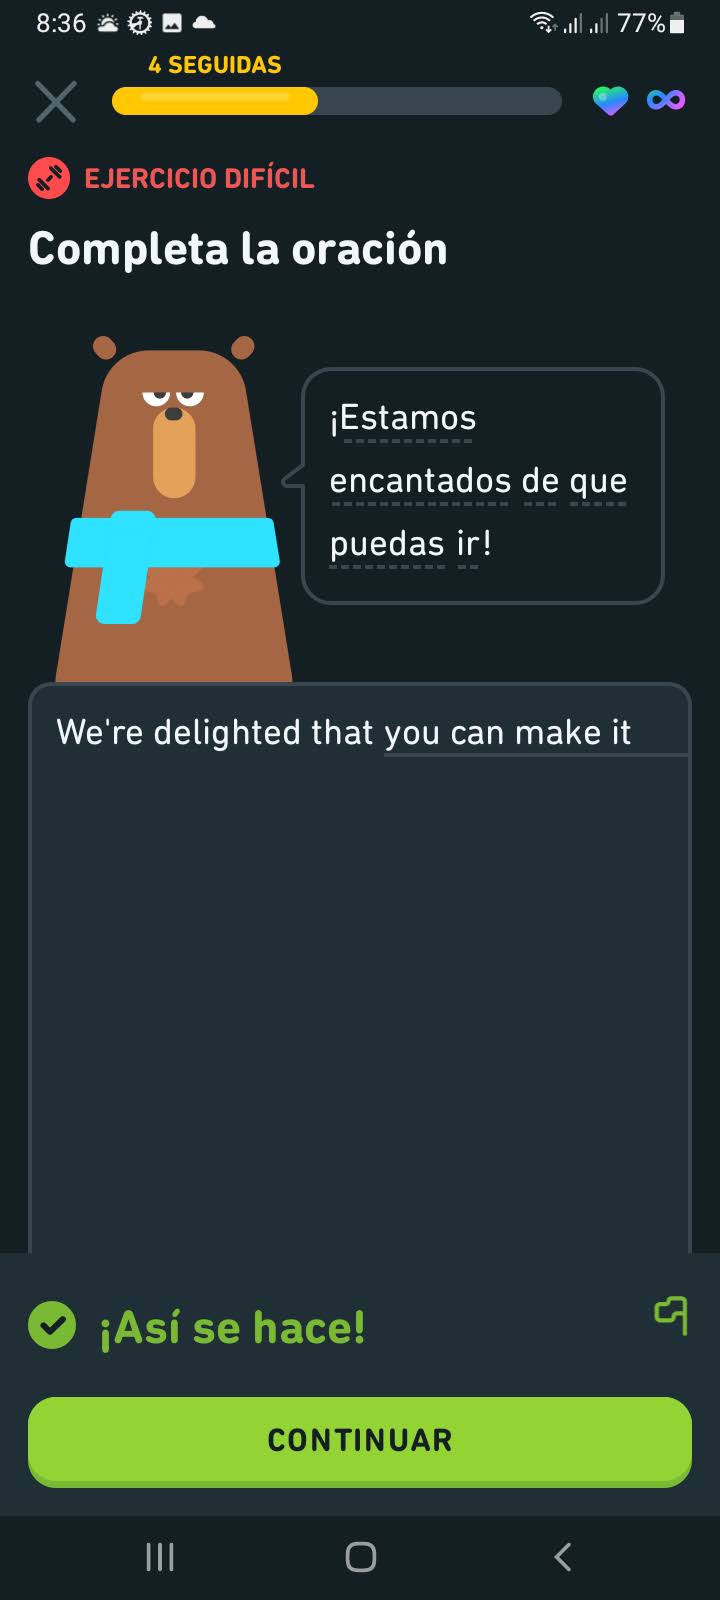 8:36
77%
4 SEGUIDAS
EJERCICIO DIFÍCIL
Completa la oración
¡Estamos
encantados de que
puedas ir!
We're delighted that you can make it
¡Así se hace!
CONTINUAR